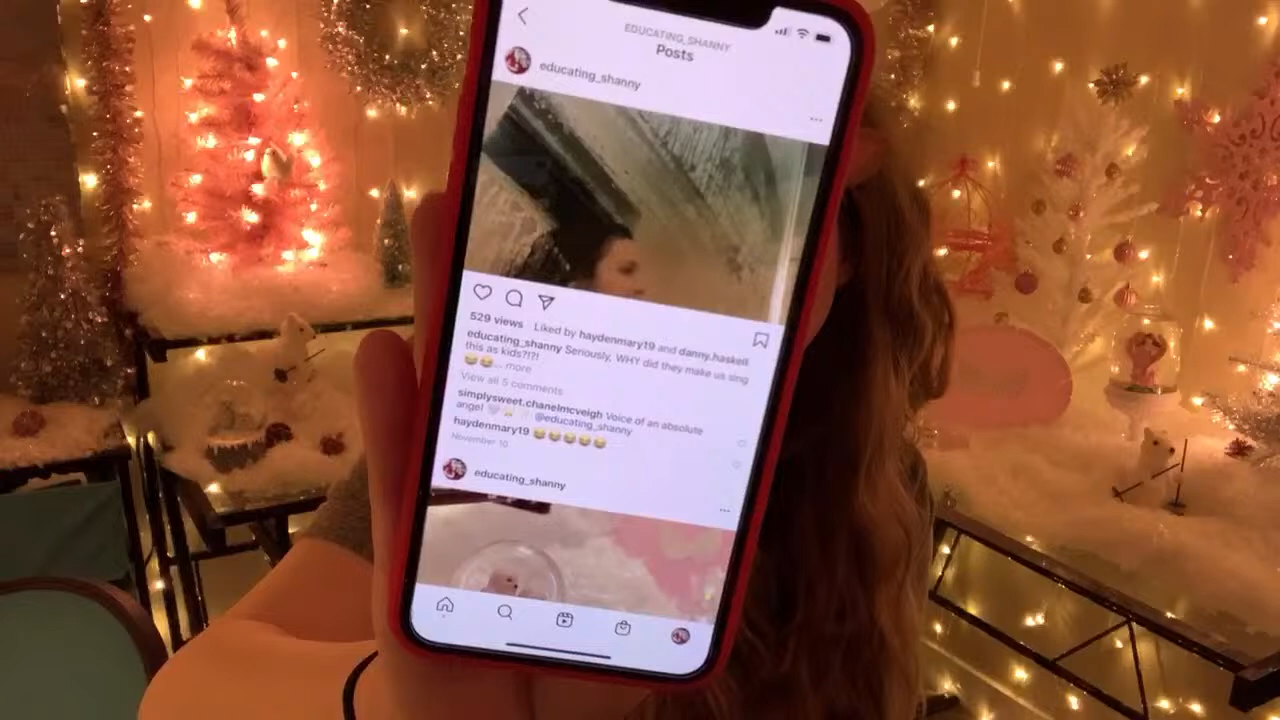 EDUCATING_SHANNY
Posts
educating_shanny
529 views Liked by haydenmary19 and danny.haskell
educating_shanny Seriously, WHY did they make us sing
this as kids?!?!
😂😂... more
View all 5 comments
simplysweet.chanelmcveigh Voice of an absolute
angel @educating_shanny
haydenmary19 😂😂😂😂😂
November 10
educating_shanny